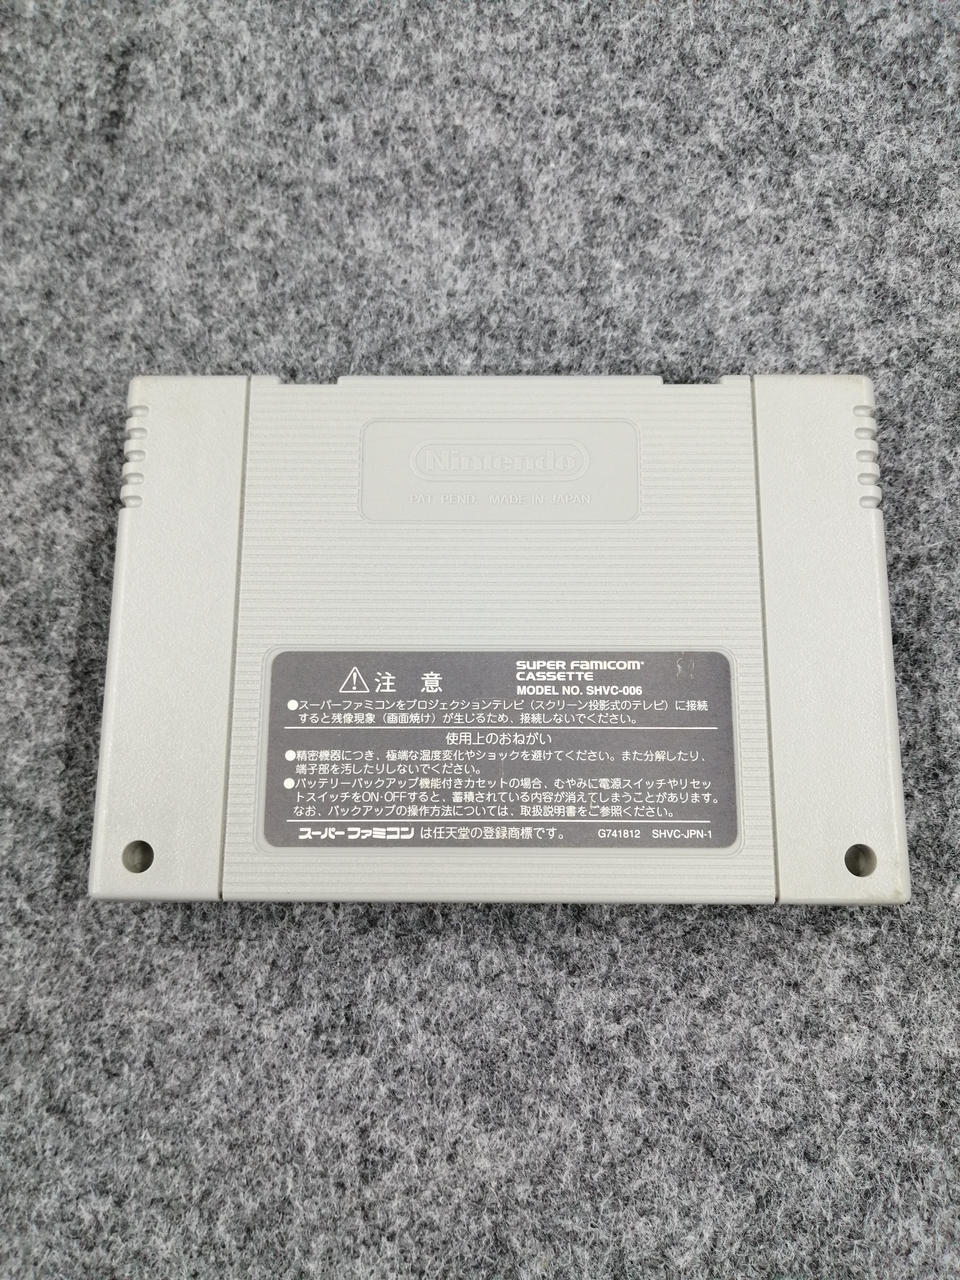 Nintendo
PAT. PEND. MADE IN JAPAN
注 意
SUPER FAMICOM
CASSETTE
MODEL NO. SHVC-006
●スーパーファミコンをプロジェクションテレビ（スクリーン投影式のテレビ）に接続
すると残像現象（画面焼け）が生じるため、接続しないでください。
使用上のおねがい
●精密機器につき、極端な温度変化やショックを避けてください。また分解したり、
端子部を汚したりしないでください。
●バッテリーバックアップ機能付きカセットの場合、むやみに電源スイッチやリセッ
トスイッチをON・OFFすると、蓄積されている内容が消えてしまうことがあります。
なお、バックアップの操作方法については、取扱説明書をご参照ください。
スーパーファミコン は任天堂の登録商標です。 G741812 SHVC-JPN-1